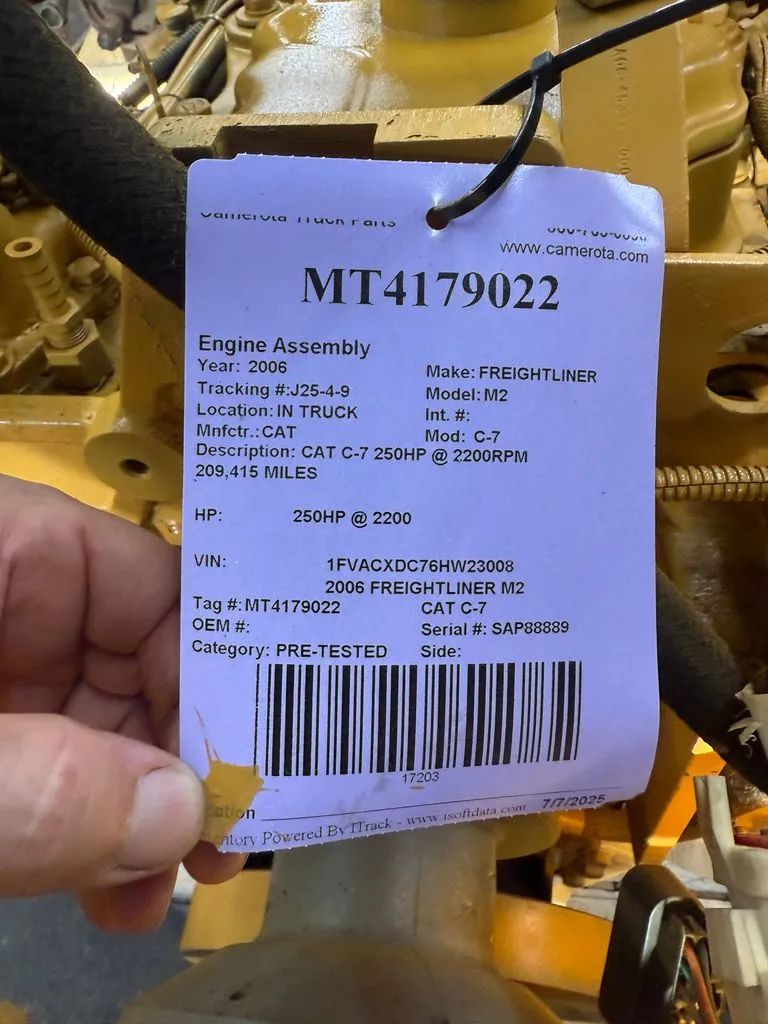 Camerota Truck Parts
www.camerota.com
MT4179022
Engine Assembly
Year: 2006 Make: FREIGHTLINER
Tracking #:J25-4-9 Model: M2
Location: IN TRUCK Int. #:
Mnfctr.: CAT Mod: C-7
Description: CAT C-7 250HP @ 2200RPM
209,415 MILES
HP: 250HP @ 2200
VIN: 1FVACXDC76HW23008
2006 FREIGHTLINER M2
Tag #: MT4179022 CAT C-7
OEM #: Serial #: SAP88889
Category: PRE-TESTED Side:
17203
7/7/2025
Powered By ITrack - www.isoftdata.com